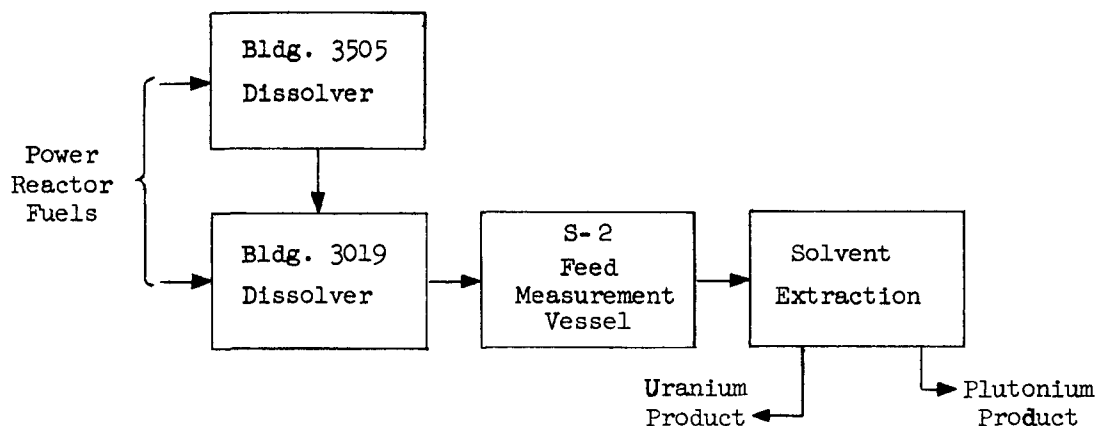 Bldg. 3505
Dissolver
Power
Reactor
Fuels
Bldg. 3019
Dissolver
S-2
Feed
Measurement
Vessel
Solvent
Extraction
Uranium
Product
Plutonium
Product